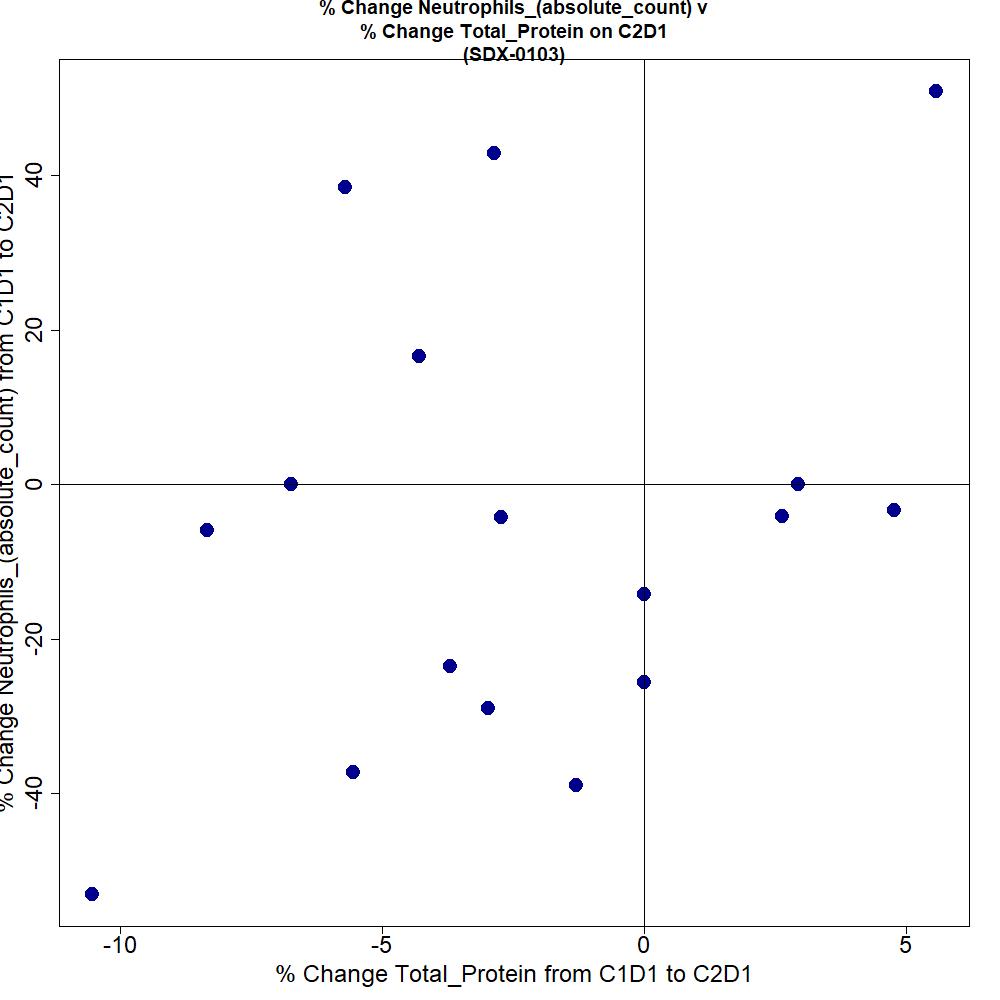 % Change Neutrophils_(absolute_count) v
% Change Total_Protein on C2D1
(SDX-0103)
% Change Neutrophils_(absolute_count) from C1D1 to C2D1
40
20
0
-20
-40
-10
-5
0
5
% Change Total_Protein from C1D1 to C2D1